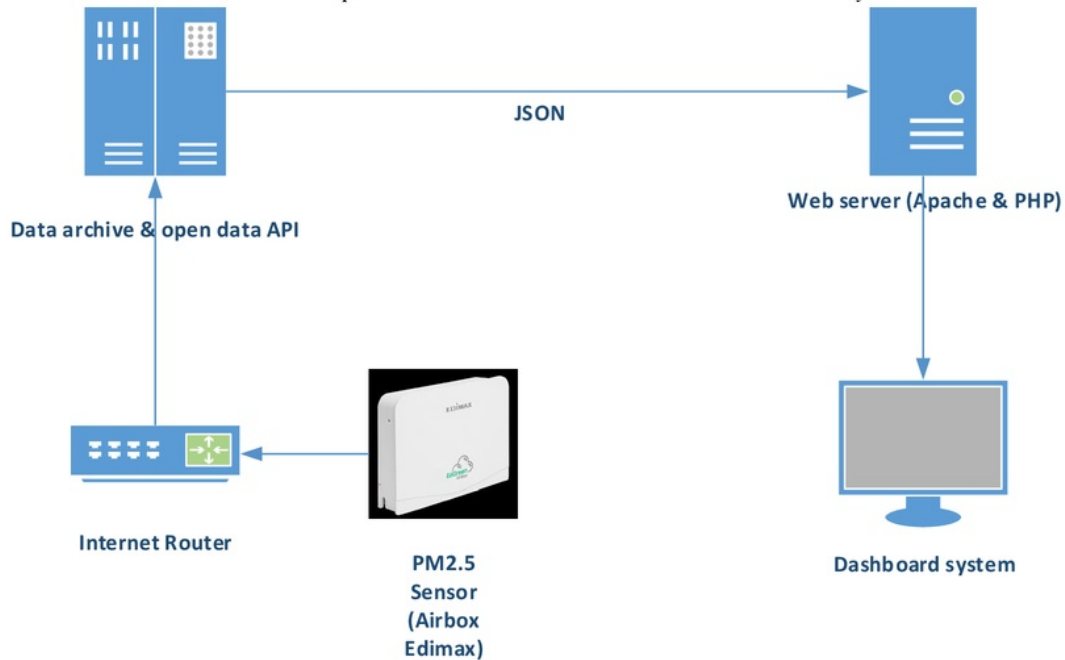 JSON
Web server (Apache & PHP)
Data archive & open data API
EDIMAX
Internet Router
PM2.5
Sensor
(Airbox
Edimax)
Dashboard system